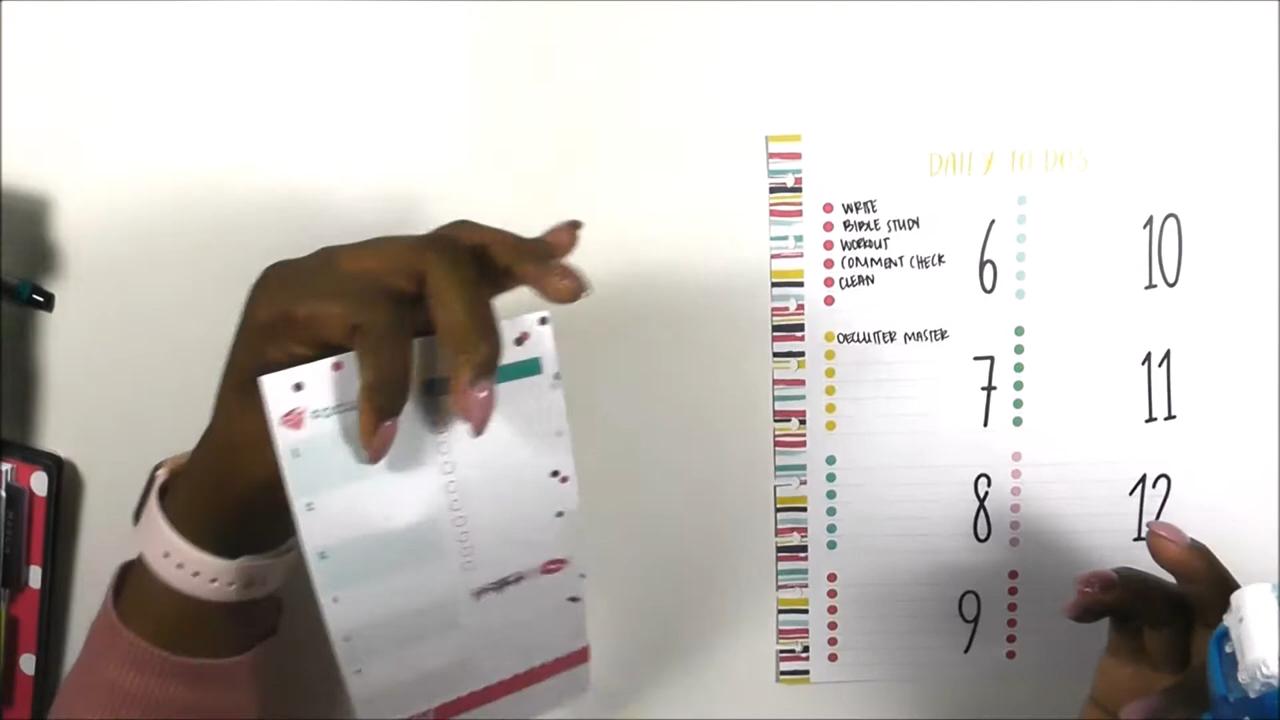 DAILY TO DOS
WRITE
BIBLE STUDY
WORKOUT
COMMENT CHECK
CLEAN
6
10
DECLUTTER MASTER
7
11
8
12
9